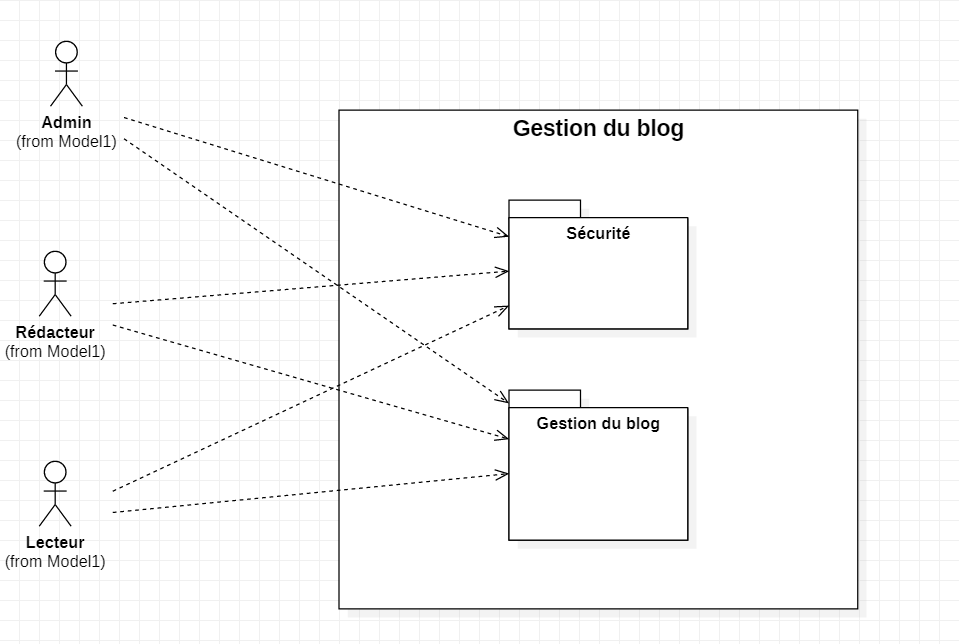 Admin
(from Model1)
Gestion du blog
Sécurité
Rédacteur
(from Model1)
Gestion du blog
Lecteur
(from Model1)